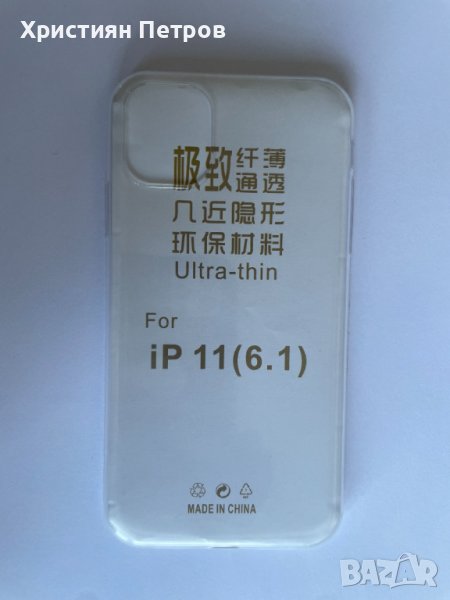 Християн Петров
极致纤薄通透
几近隐形
环保材料
Ultra-thin
For
iP 11(6.1)
MADE IN CHINA
BAZAR